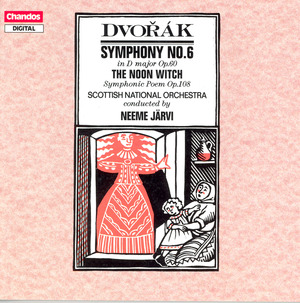 Chandos
DIGITAL
DVOŘÁK
SYMPHONY NO.6
in D major Op.60
THE NOON WITCH
Symphonic Poem Op.108
SCOTTISH NATIONAL ORCHESTRA
conducted by
NEEME JÄRVI